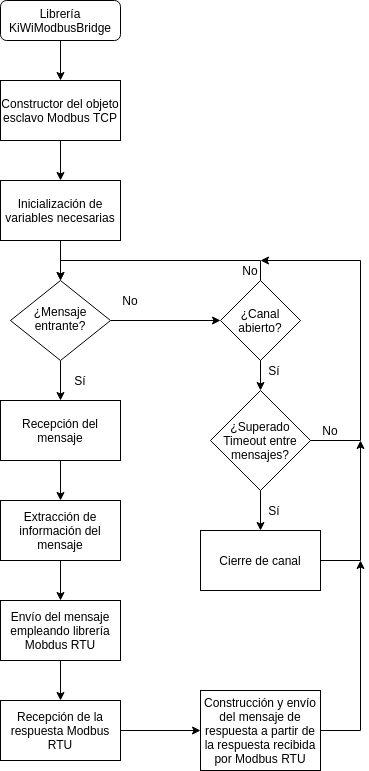 Librería
KiWiModbusBridge
Constructor del objeto
esclavo Modbus TCP
Inicialización de
variables necesarias
¿Mensaje
entrante?
No
¿Canal
abierto?
No
Sí
Sí
Recepción del
mensaje
¿Superado
Timeout entre
mensajes?
No
Sí
Extracción de
información del
mensaje
Cierre de canal
Envío del mensaje
empleando librería
Mobdus RTU
Recepción de la
respuesta Modbus
RTU
Construcción y envío
del mensaje de
respuesta a partir de
la respuesta recibida
por Modbus RTU